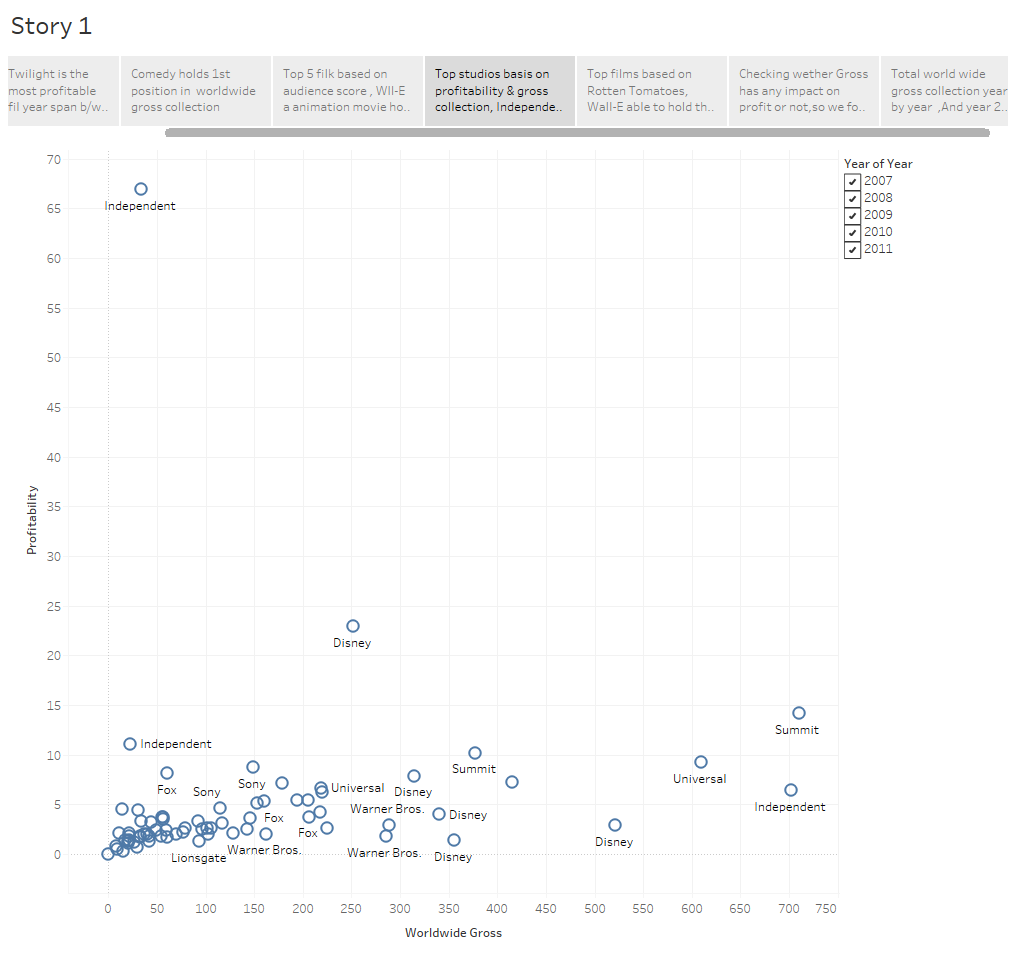 Story 1
Twilight is the
most profitable
fil year span b/w..
Comedy holds 1st
position in worldwide
gross collection
Top 5 filk based on
audience score , Wll-E
a animation movie ho..
Top studios basis on
profitability & gross
collection, Independe..
Top films based on
Rotten Tomatoes,
Wall-E able to hold th..
Checking wether Gross
has any impact on
profit or not,so we fo..
Total world wide
gross collection year
by year ,And year 2..
Year of Year
2007
2008
2009
2010
2011
70
65
60
55
50
45
40
35
30
25
20
15
10
5
0
Profitability
Independent
Disney
Summit
Independent
Summit
Universal
Fox
Sony
Sony
Universal
Disney
Independent
Warner Bros.
Disney
Fox
Fox
Disney
Lionsgate
Warner Bros.
Warner Bros.
Disney
0
50
100
150
200
250
300
350
400
450
500
550
600
650
700
750
Worldwide Gross